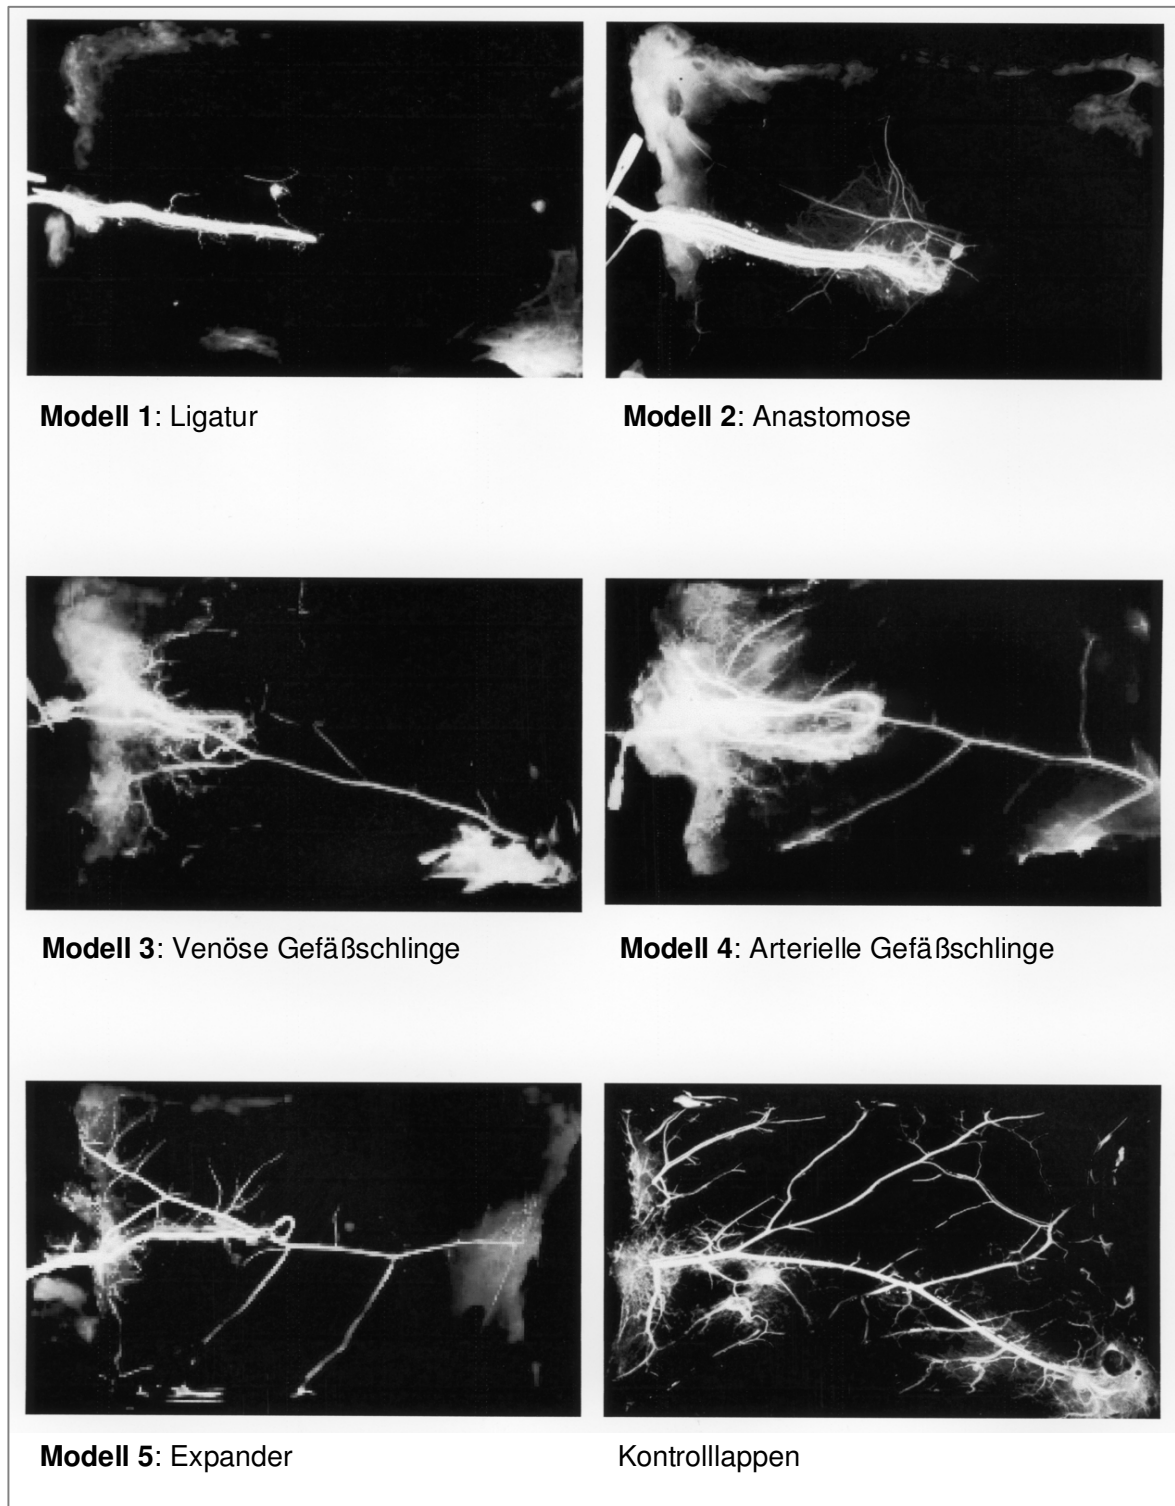 Modell 1: Ligatur
Modell 2: Anastomose
Modell 3: Venöse Gefäßschlinge
Modell 4: Arterielle Gefäßschlinge
Modell 5: Expander
Kontrolllappen